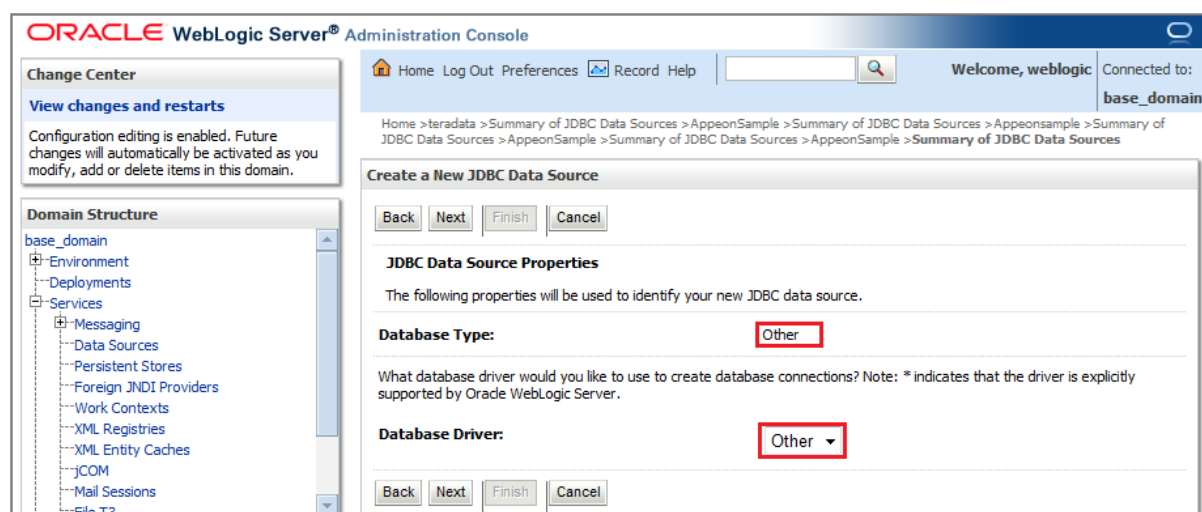 ORACLE WebLogic Server® Administration Console
Change Center
View changes and restarts
Configuration editing is enabled. Future
changes will automatically be activated as you
modify, add or delete items in this domain.
Domain Structure
base_domain
Environment
Deployments
Services
Messaging
Data Sources
Persistent Stores
Foreign JNDI Providers
Work Contexts
XML Registries
XML Entity Caches
jCOM
Mail Sessions
File T3
Home Log Out Preferences Record Help
Welcome, weblogic
Connected to:
base_domain
Home >teradata >Summary of JDBC Data Sources >AppeonSample >Summary of JDBC Data Sources >Appeonsample >Summary of
JDBC Data Sources >AppeonSample >Summary of JDBC Data Sources >AppeonSample >Summary of JDBC Data Sources
Create a New JDBC Data Source
Back Next Finish Cancel
JDBC Data Source Properties
The following properties will be used to identify your new JDBC data source.
Database Type: Other
What database driver would you like to use to create database connections? Note: * indicates that the driver is explicitly
supported by Oracle WebLogic Server.
Database Driver: Other
Back Next Finish Cancel